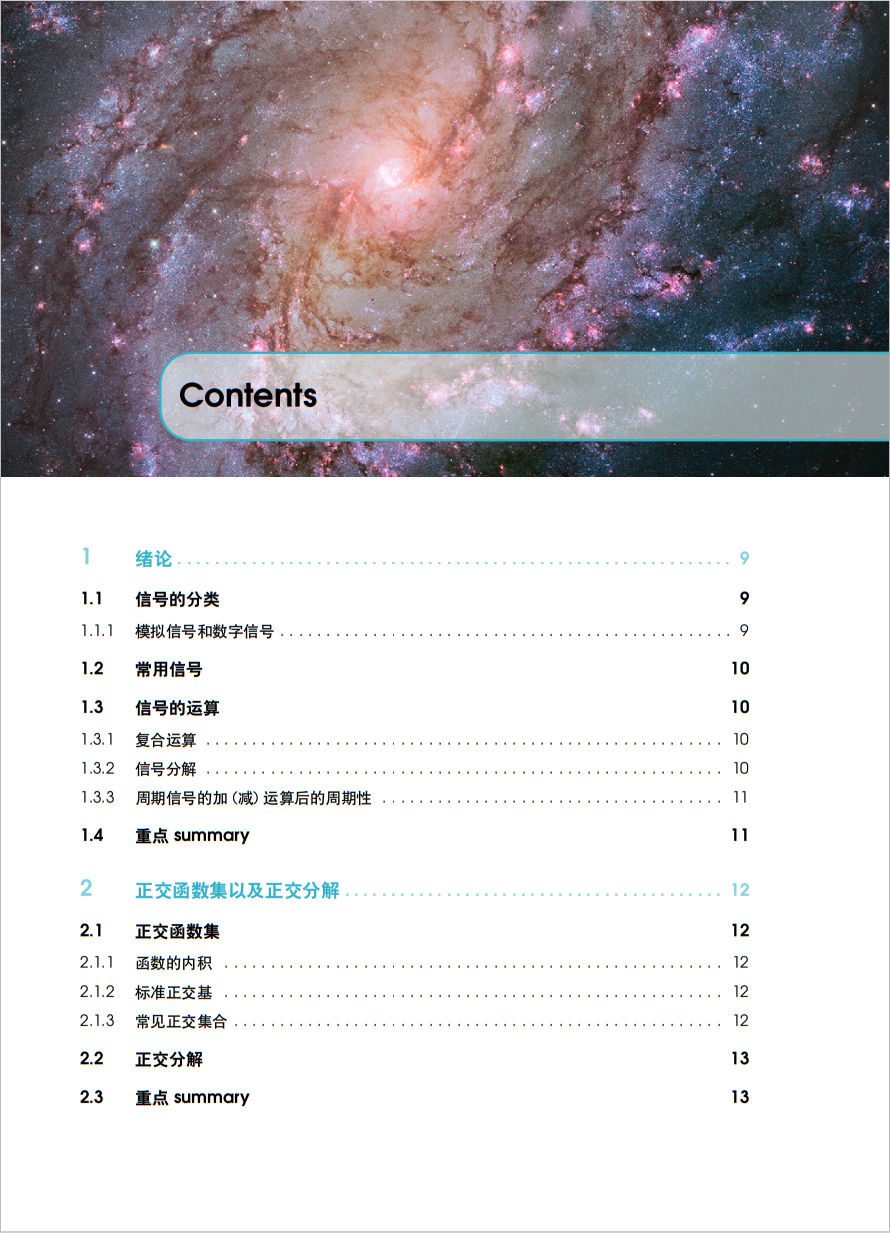 Contents
1 绪论 9
1.1 信号的分类 9
1.1.1 模拟信号和数字信号 9
1.2 常用信号 10
1.3 信号的运算 10
1.3.1 复合运算 10
1.3.2 信号分解 10
1.3.3 周期信号的加（减）运算后的周期性 11
1.4 重点 summary 11
2 正交函数集以及正交分解 12
2.1 正交函数集 12
2.1.1 函数的内积 12
2.1.2 标准正交基 12
2.1.3 常见正交集合 12
2.2 正交分解 13
2.3 重点 summary 13